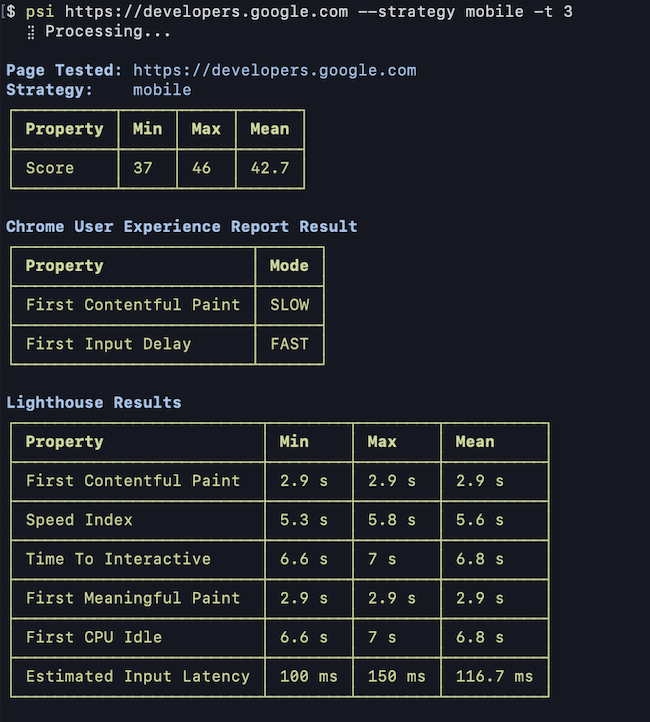 $ psi https://developers.google.com --strategy mobile -t 3
⣻ Processing...
Page Tested: https://developers.google.com
Strategy: mobile
Property Min Max Mean
Score 37 46 42.7
Chrome User Experience Report Result
Property Mode
First Contentful Paint SLOW
First Input Delay FAST
Lighthouse Results
Property Min Max Mean
First Contentful Paint 2.9 s 2.9 s 2.9 s
Speed Index 5.3 s 5.8 s 5.6 s
Time To Interactive 6.6 s 7 s 6.8 s
First Meaningful Paint 2.9 s 2.9 s 2.9 s
First CPU Idle 6.6 s 7 s 6.8 s
Estimated Input Latency 100 ms 150 ms 116.7 ms